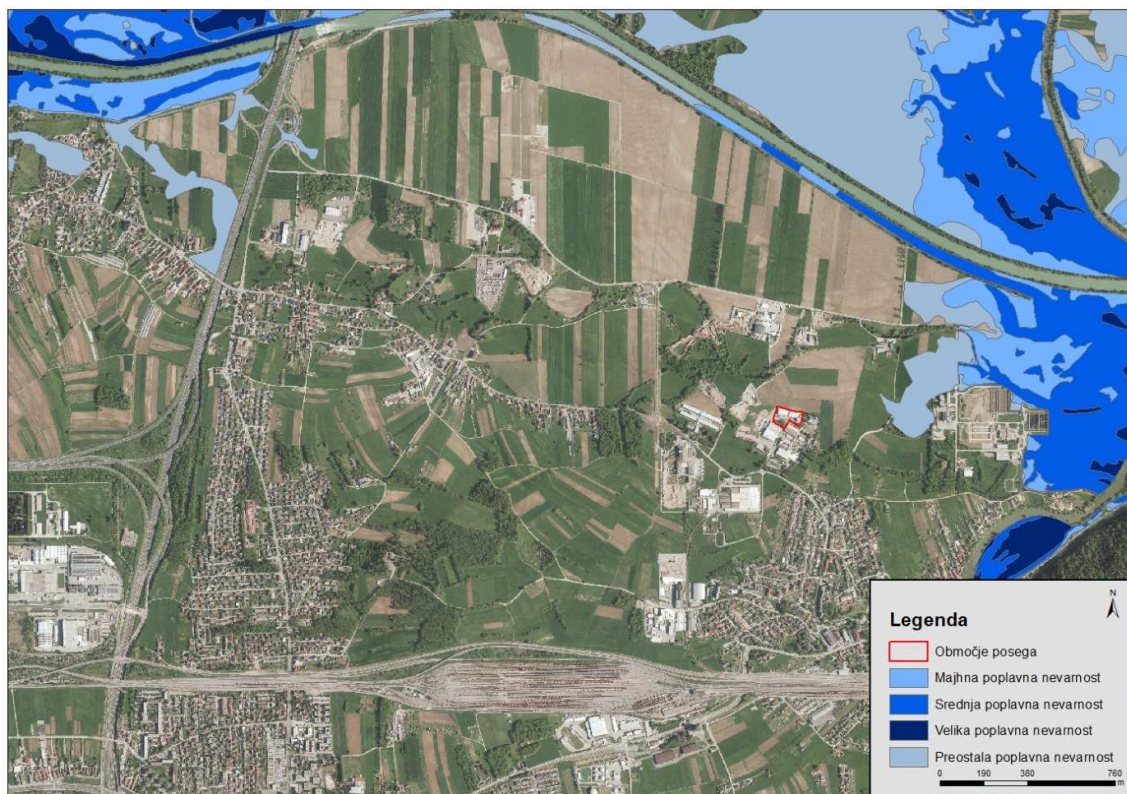 N
Legenda
Območje posega
Majhna poplavna nevarnost
Srednja poplavna nevarnost
Velika poplavna nevarnost
Preostala poplavna nevarnost
0 190 380 760
m